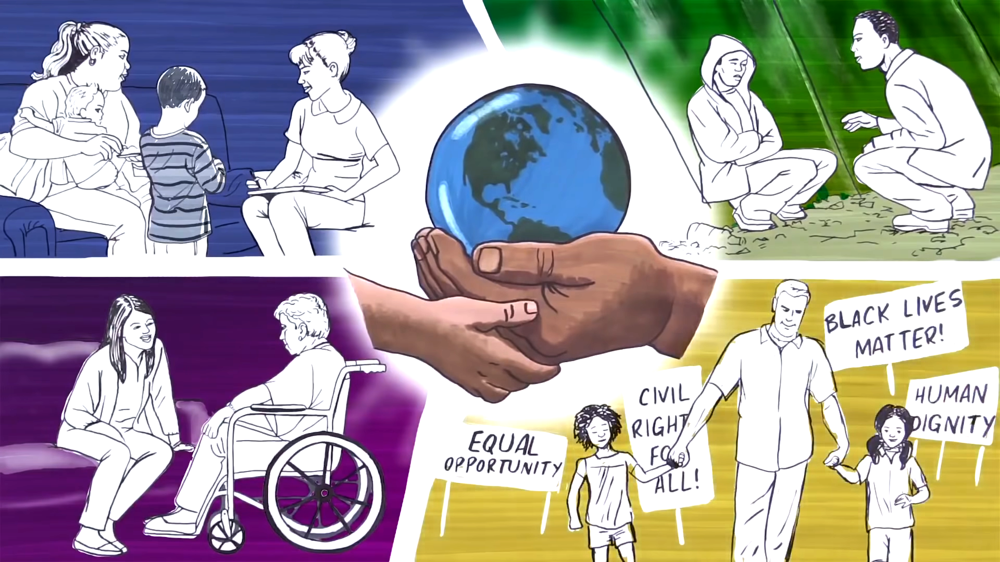 BLACK LIVES
MATTER!
CIVIL
RIGHT
FO
ALL!
HUMAN
DIGNITY
EQUAL
OPPORTUNITY